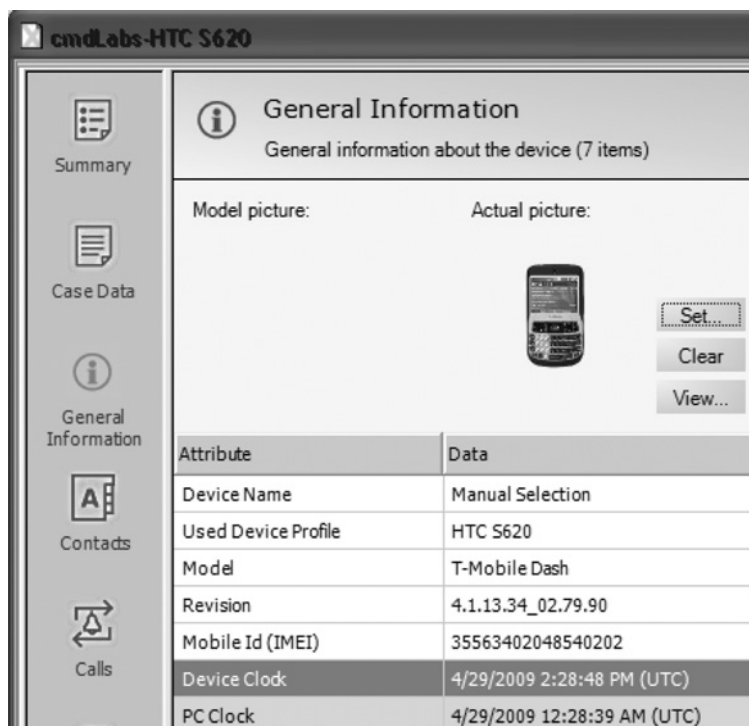 cmdLabs-HTC S620
Summary
Case Data
General
Information
Contacts
Calls
General Information
General information about the device (7 items)
Model picture:
Actual picture:
Set...
Clear
View...
Attribute Data
Device Name Manual Selection
Used Device Profile HTC S620
Model T-Mobile Dash
Revision 4.1.13.34_02.79.90
Mobile Id (IMEI) 35563402048540202
Device Clock 4/29/2009 2:28:48 PM (UTC)
PC Clock 4/29/2009 12:28:39 AM (UTC)